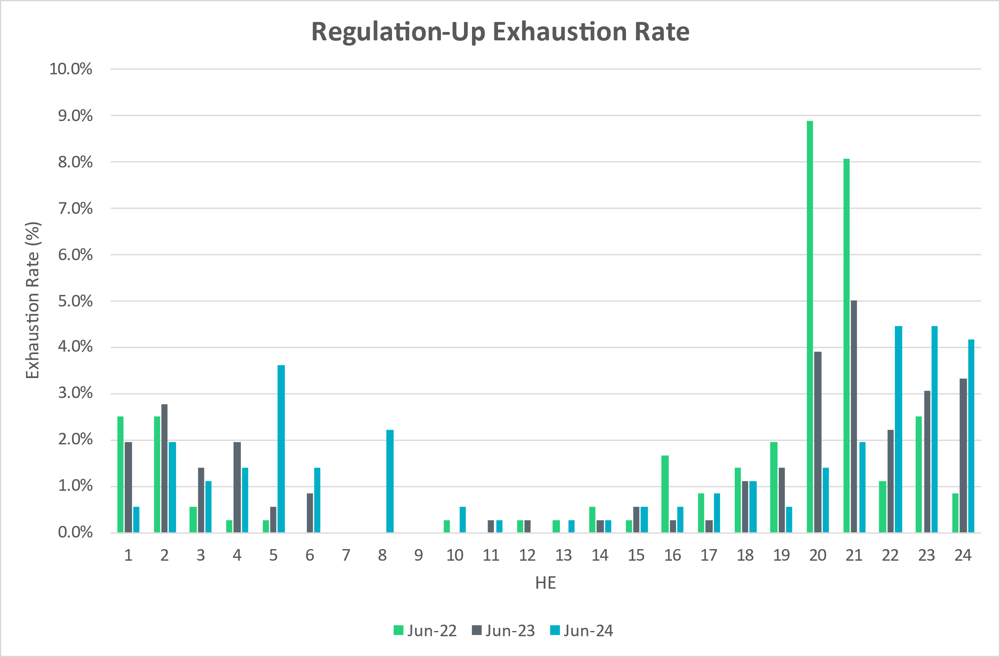 Regulation-Up Exhaustion Rate
Exhaustion Rate (%)
10.0%
9.0%
8.0%
7.0%
6.0%
5.0%
4.0%
3.0%
2.0%
1.0%
0.0%
1 2 3 4 5 6 7 8 9 10 11 12 13 14 15 16 17 18 19 20 21 22 23 24
HE
Jun-22 Jun-23 Jun-24